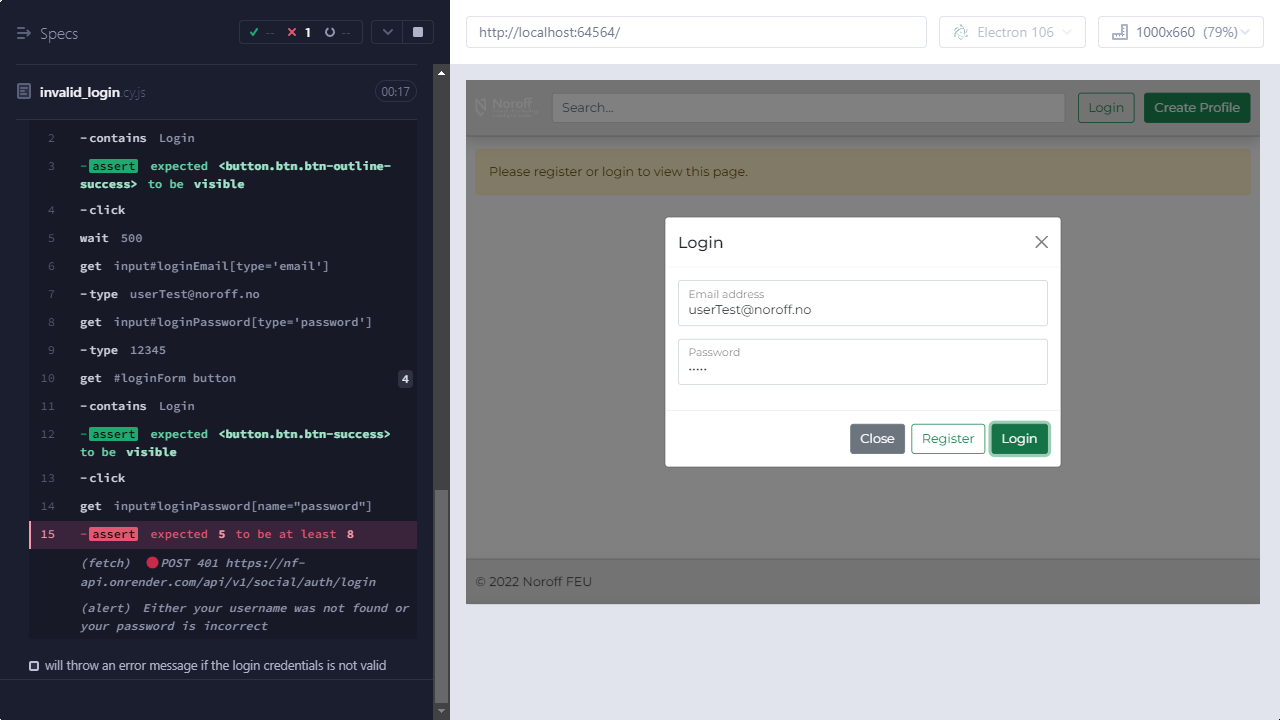 Specs
✓ -- ✕ 1 --
invalid_login.cy.js
00:17
2 -contains Login
3 -assert expected <button.btn.btn-outline-
success> to be visible
4 -click
5 wait 500
6 get input#loginEmail[type='email']
7 -type userTest@noroff.no
8 get input#loginPassword[type='password']
9 -type 12345
10 get #loginForm button 4
11 -contains Login
12 -assert expected <button.btn.btn-success>
to be visible
13 -click
14 get input#loginPassword[name="password"]
15 -assert expected 5 to be at least 8
(fetch) POST 401 https://nf-
api.onrender.com/api/v1/social/auth/login
(alert) Either your username was not found or
your password is incorrect
will throw an error message if the login credentials is not valid
http://localhost:64564/
Electron 106
1000x660 (79%)
Noroff
Search...
Login
Create Profile
Please register or login to view this page.
Login
Email address
userTest@noroff.no
Password
•••••
Close
Register
Login
© 2022 Noroff FEU